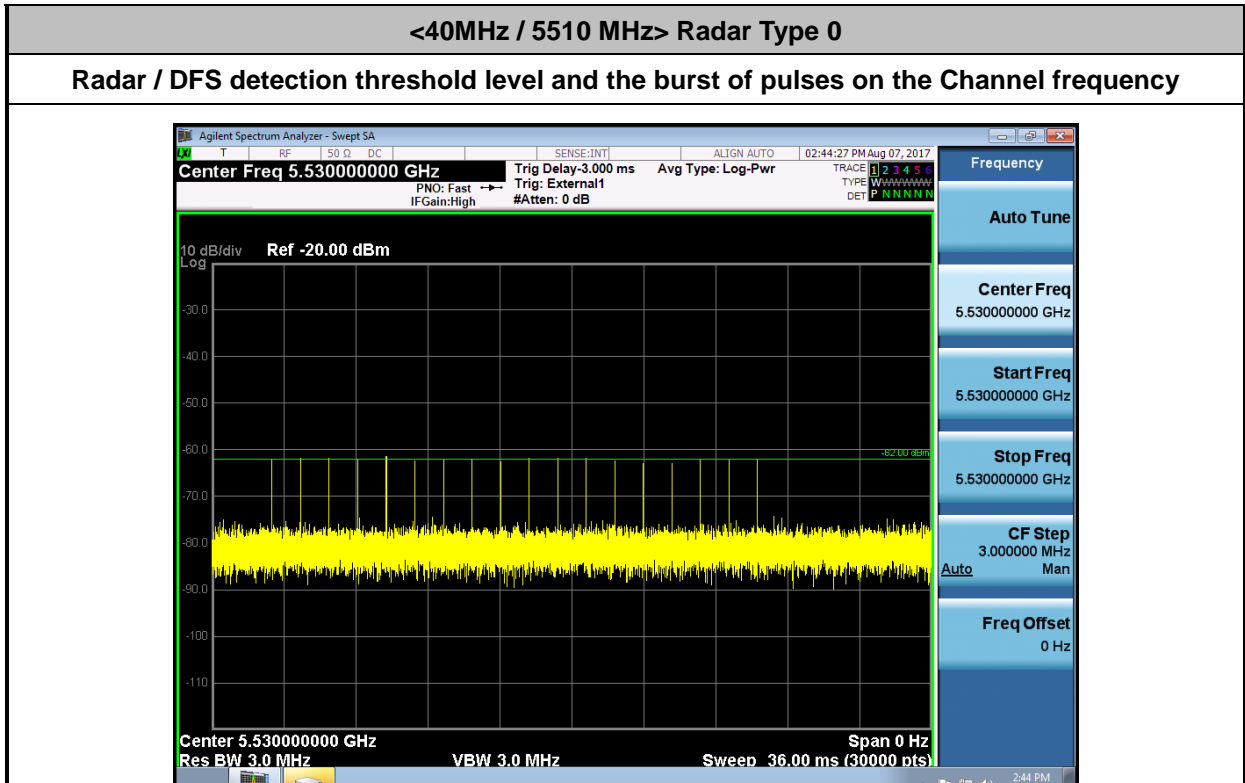 <40MHz / 5510 MHz> Radar Type 0
Radar / DFS detection threshold level and the burst of pulses on the Channel frequency
Agilent Spectrum Analyzer - Swept SA
LXI T RF 50 Ω DC SENSE:INT ALIGN AUTO 02:44:27 PM Aug 07, 2017
Center Freq 5.530000000 GHz
PNO: Fast
IFGain:High
Trig Delay-3.000 ms
Trig: External1
#Atten: 0 dB
Avg Type: Log-Pwr
TRACE 1 2 3 4 5 6
TYPE WWWWWW
DET P N N N N N
Frequency
Auto Tune
Center Freq
5.530000000 GHz
Start Freq
5.530000000 GHz
Stop Freq
5.530000000 GHz
CF Step
3.000000 MHz
Auto Man
Freq Offset
0 Hz
10 dB/div Ref -20.00 dBm
Log
-30.0
-40.0
-50.0
-60.0
-62.00 dBm
-70.0
-80.0
-90.0
-100
-110
Center 5.530000000 GHz Span 0 Hz
Res BW 3.0 MHz VBW 3.0 MHz Sweep 36.00 ms (30000 pts)
2:44 PM